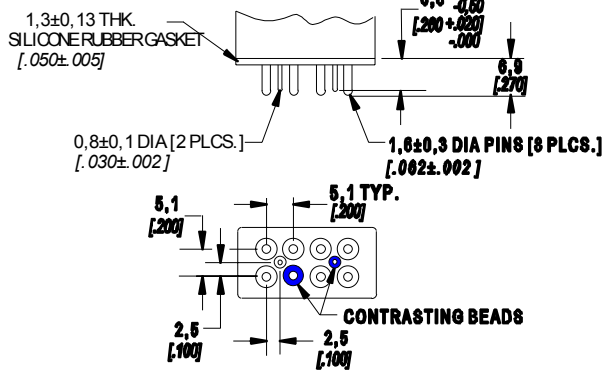 1,3±0,13 THK.
SILICONE RUBBER GASKET
[.050±.005]
-0,50
[.260 +.020]
-.000
6,9
[.270]
0,8±0,1 DIA [2 PLCS.]
[.030±.002 ]
1,6±0,3 DIA PINS [8 PLCS.]
[.062±.002 ]
5,1
[.200]
5,1 TYP.
[.200]
CONTRASTING BEADS
2,5
[.100]
2,5
[.100]